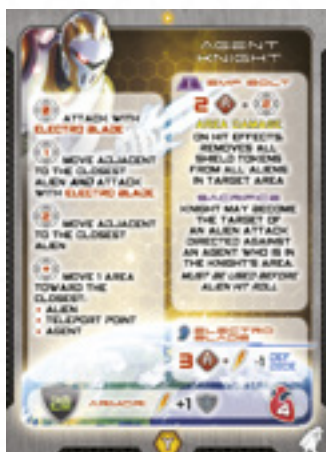 AGENT
KNIGHT
ATTACK WITH
ELECTRO BLADE
MOVE ADJACENT
TO THE CLOSEST
ALIEN AND ATTACK
WITH ELECTRO BLADE
MOVE ADJACENT
TO THE CLOSEST
ALIEN
MOVE 1 AREA
TOWARD THE
CLOSEST:
• ALIEN
• TELEPORT POINT
• AGENT
EMP BOLT
2 +
AREA DAMAGE
ON HIT EFFECTS:
REMOVES ALL
SHIELD TOKENS
FROM ALL ALIENS
IN TARGET AREA
SACRIFICE
KNIGHT MAY BECOME
THE TARGET OF
AN ALIEN ATTACK
DIRECTED AGAINST
AN AGENT WHO IS IN
THE KNIGHT'S AREA.
MUST BE USED BEFORE
ALIEN HIT ROLL
ELECTRO
BLADE
3 + -1 DEF
DICE
ARMOR +1
4